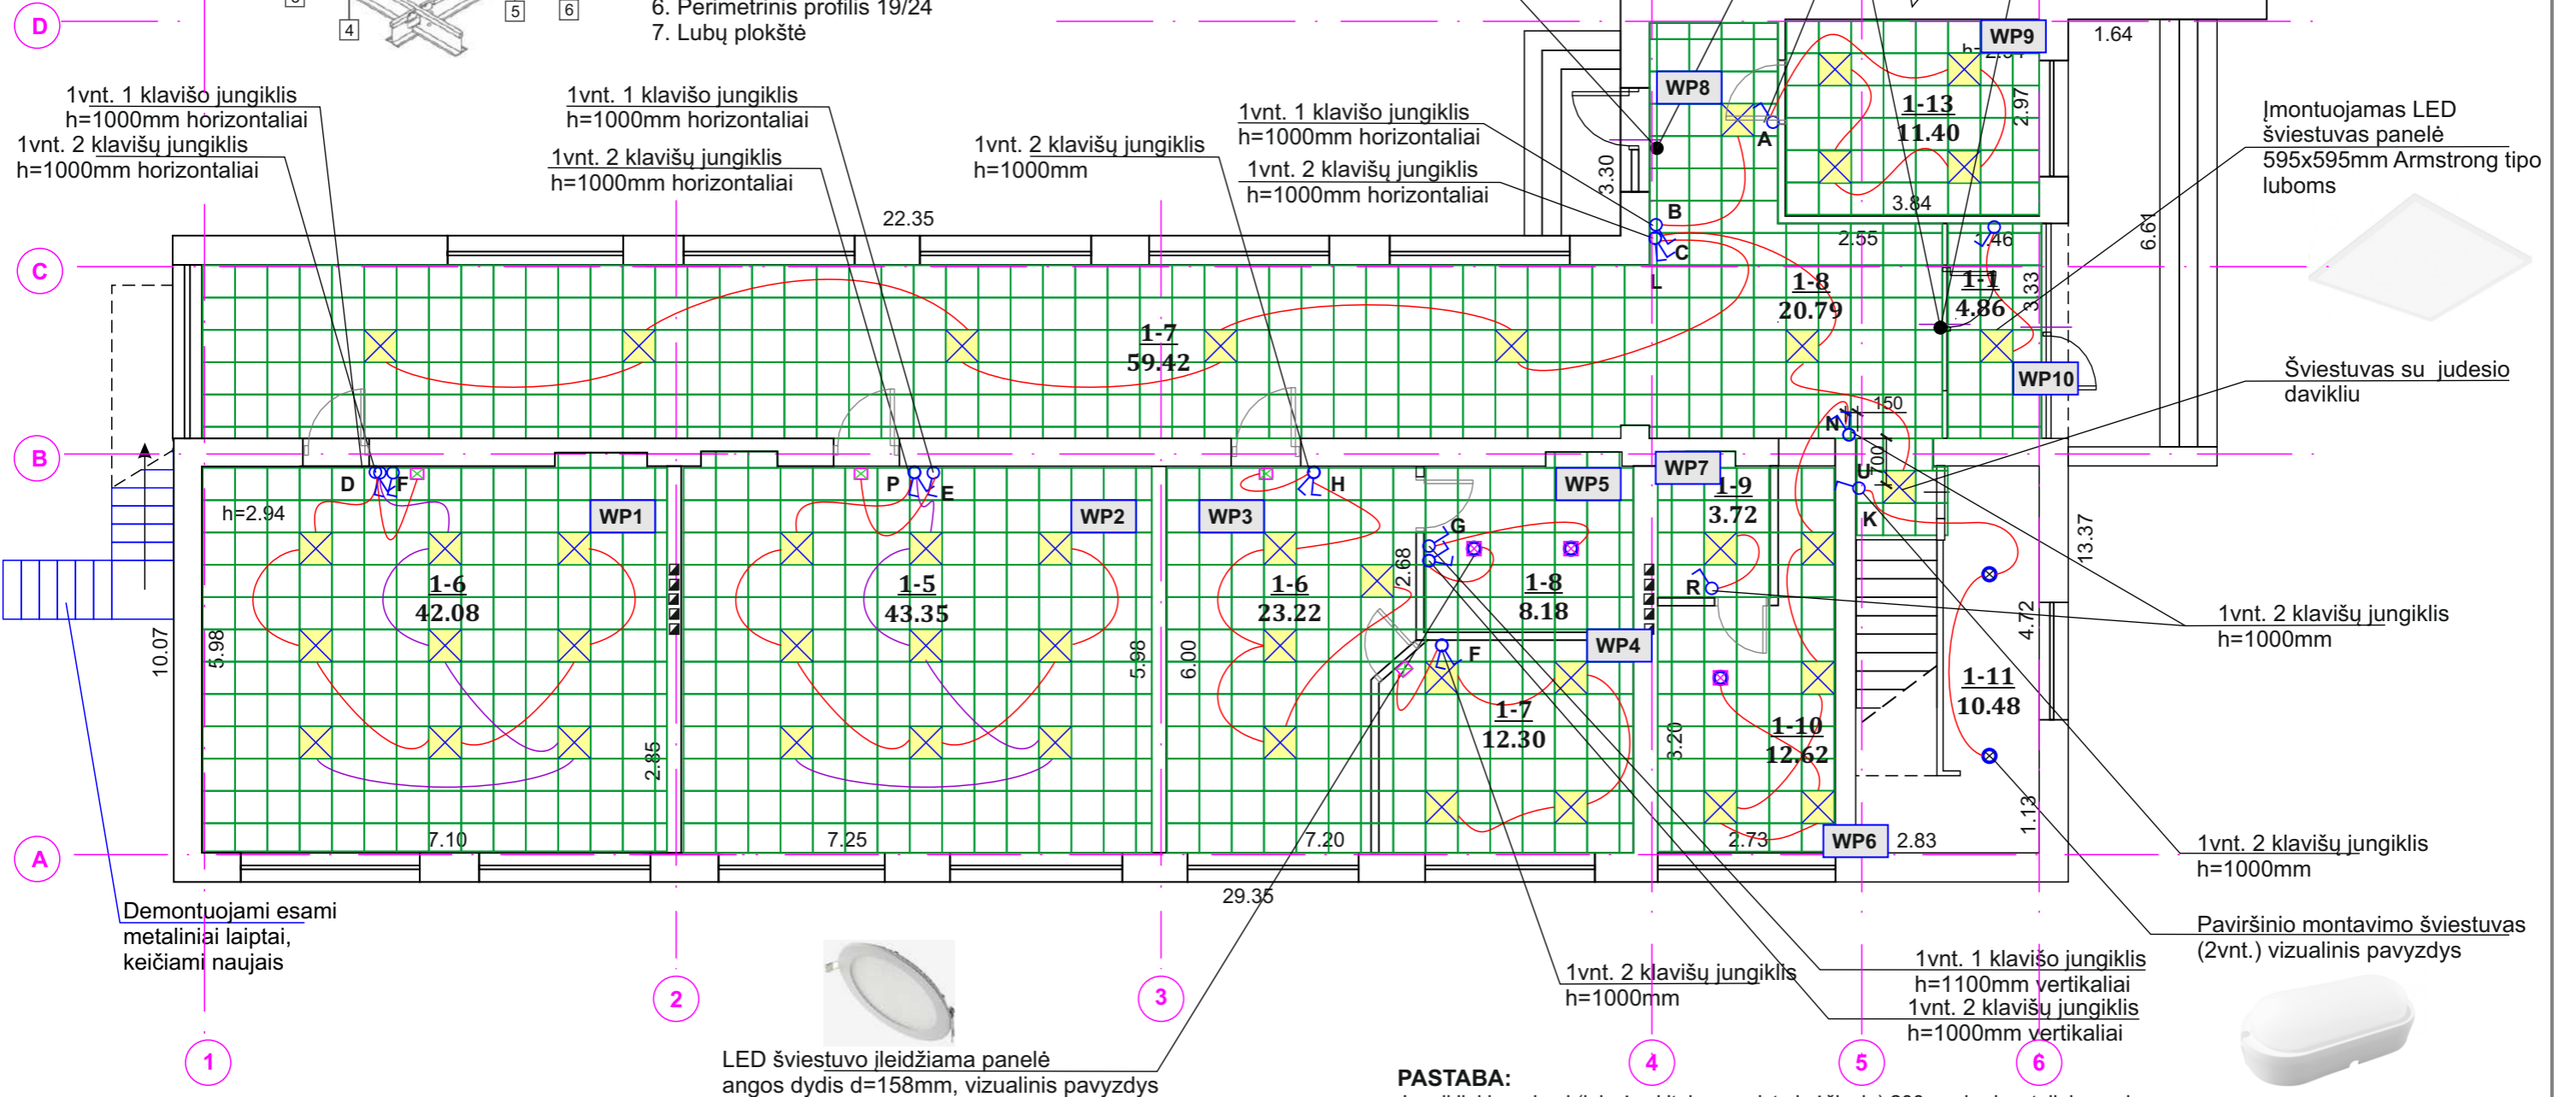 D
3
4
5
6
6. Perimetrinis profilis 19/24
7. Lubų plokštė
1vnt. 1 klavišo jungiklis
h=1000mm horizontaliai
1vnt. 2 klavišų jungiklis
h=1000mm horizontaliai
1vnt. 1 klavišo jungiklis
h=1000mm horizontaliai
1vnt. 2 klavišų jungiklis
h=1000mm horizontaliai
1vnt. 2 klavišų jungiklis
h=1000mm
1vnt. 1 klavišo jungiklis
h=1000mm horizontaliai
1vnt. 2 klavišų jungiklis
h=1000mm horizontaliai
WP8
WP9
1.64
A
1-13
11.40
2.97
3.84
3.30
Įmontuojamas LED
šviestuvas panelė
595x595mm Armstrong tipo
luboms
22.35
B
C
L
2.55
6.61
C
1-7
59.42
1-8
20.79
1-1
4.86
3.33
WP10
Šviestuvas su judesio
davikliu
150
N
700
B
D
F
P
E
H
G
U
K
R
F
h=2.94
WP1
WP2
WP3
WP5
WP7
1-9
3.72
1-6
42.08
1-5
43.35
1-6
23.22
2.68
1-8
8.18
WP4
13.37
4.72
10.07
5.98
5.98
6.00
2.85
1-7
12.30
3.20
1-10
12.62
1-11
10.48
1.13
1vnt. 2 klavišų jungiklis
h=1000mm
A
7.10
7.25
7.20
2.73
WP6
2.83
29.35
1vnt. 2 klavišų jungiklis
h=1000mm
Demontuojami esami
metaliniai laiptai,
keičiami naujais
Paviršinio montavimo šviestuvas
(2vnt.) vizualinis pavyzdys
1vnt. 2 klavišų jungiklis
h=1000mm
1vnt. 1 klavišo jungiklis
h=1100mm vertikaliai
1vnt. 2 klavišų jungiklis
h=1000mm vertikaliai
1
2
3
4
5
6
LED šviestuvo įleidžiama panelė
angos dydis d=158mm, vizualinis pavyzdys
PASTABA: